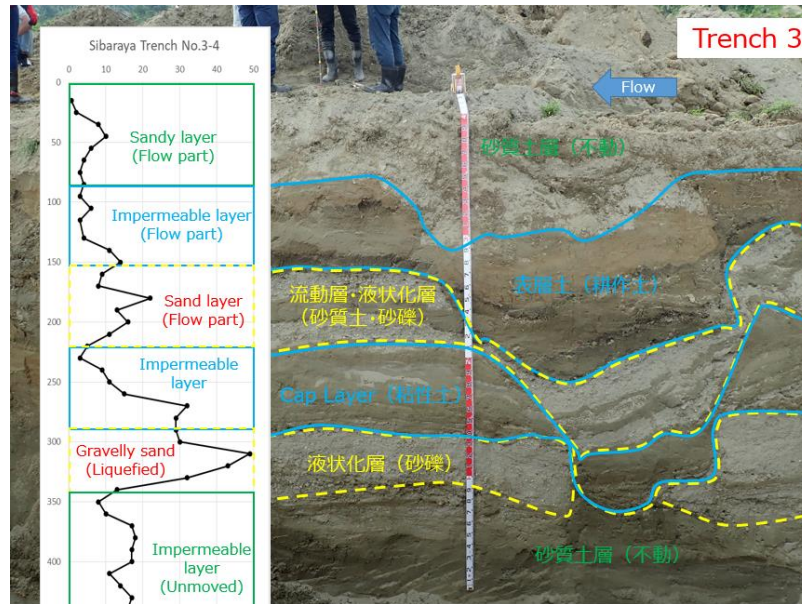 Sibaraya Trench No.3-4
0 10 20 30 40 50
0
50
100
150
200
250
300
350
400
Sandy layer
(Flow part)
Impermeable layer
(Flow part)
Sand layer
(Flow part)
Impermeable
layer
Gravelly sand
(Liquefied)
Impermeable
layer
(Unmoved)
Trench 3
Flow
砂質土層（不動）
表層土（耕作土）
流動層・液状化層
（砂質土・砂礫）
Cap Layer（粘性土）
液状化層（砂礫）
砂質土層（不動）